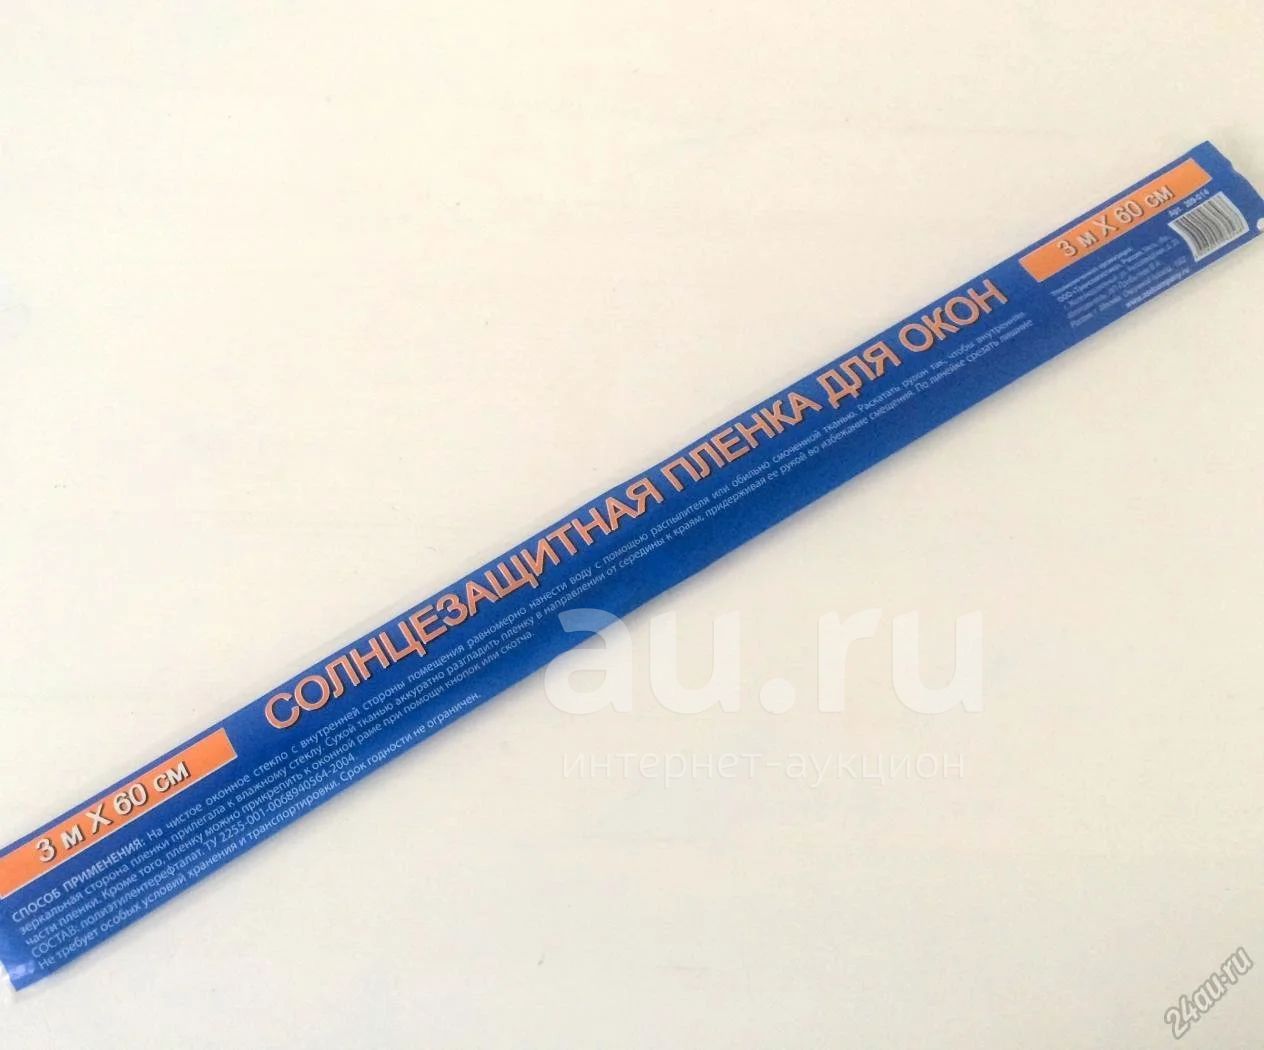 3 м X 60 см
СОЛНЦЕЗАЩИТНАЯ ПЛЕНКА ДЛЯ ОКОН
3 м X 60 см
СПОСОБ ПРИМЕНЕНИЯ: На чистое оконное стекло с внутренней стороны помещения равномерно нанести воду с помощью распылителя или обильно смоченной тканью. Раскатать рулон так, чтобы внутренняя
зеркальная сторона пленки прилегала к влажному стеклу. Сухой тканью аккуратно разгладить пленку в направлении от середины к краям, придерживая ее рукой во избежание смещения. По линейке срезать лишние
части пленки. Кроме того, пленку можно прикрепить к оконной раме при помощи кнопок или скотча.
СОСТАВ: полиэтилентерефталат. ТУ 2255-001-0068940564-2004
Не требует особых условий хранения и транспортировки. Срок годности не ограничен.
Арт. 389-014
au.ru
интернет-аукцион
24au.ru